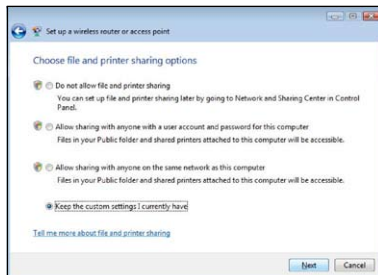 Set up a wireless router or access point
Choose file and printer sharing options
Do not allow file and printer sharing
You can set up file and printer sharing later by going to Network and Sharing Center in Control
Panel.
Allow sharing with anyone with a user account and password for this computer
Files in your Public folder and shared printers attached to this computer will be accessible.
Allow sharing with anyone on the same network as this computer
Files in your Public folder and shared printers attached to this computer will be accessible.
Keep the custom settings I currently have
Tell me more about file and printer sharing
Next Cancel